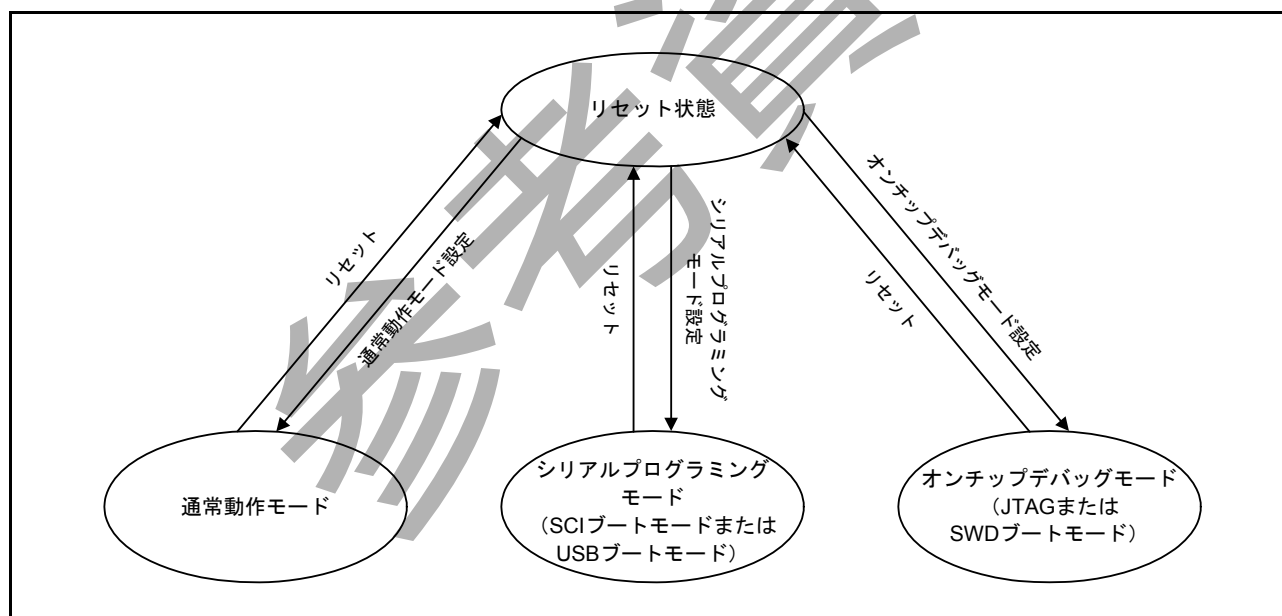 リセット状態
リセット
通常動作モード設定
リセット
シリアルプログラミング
モード設定
オンチップデバッグモード設定
リセット
通常動作モード
シリアルプログラミング
モード
（SCIブートモードまたは
USBブートモード）
オンチップデバッグモード
（JTAGまたは
SWDブートモード）
参考資